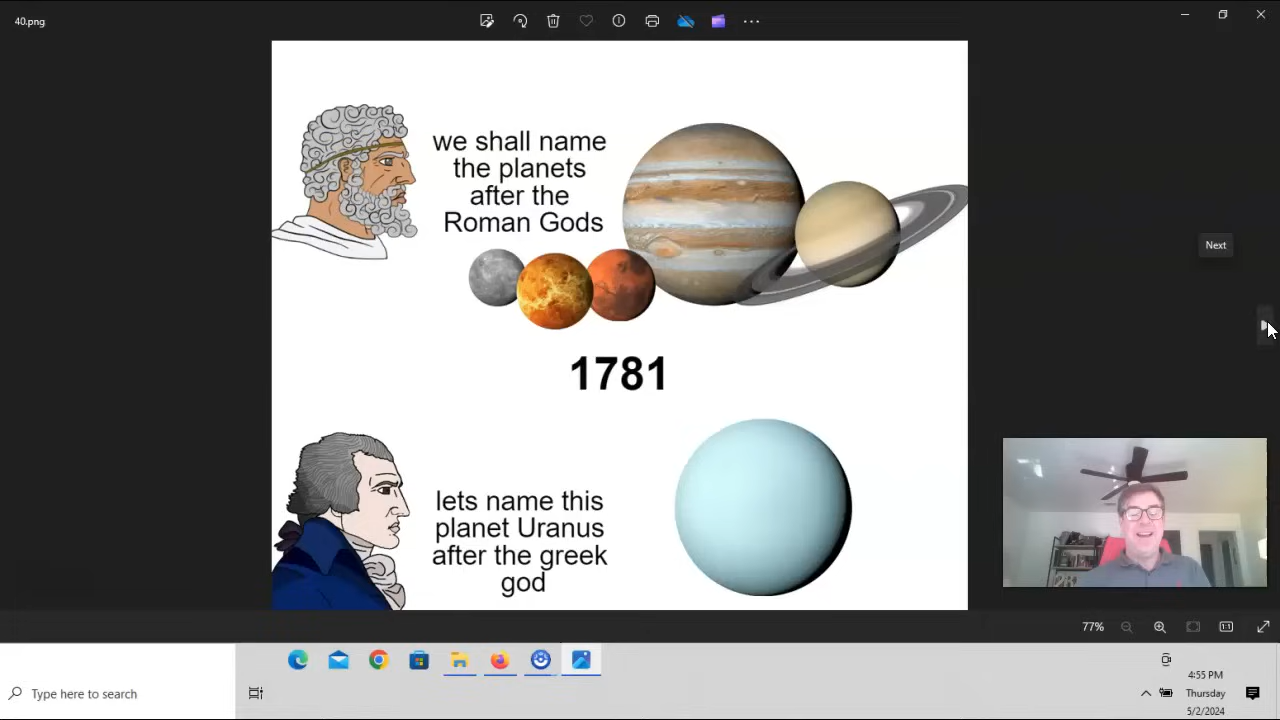 40.png
we shall name
the planets
after the
Roman Gods
Next
1781
lets name this
planet Uranus
after the greek
god
77%
Type here to search
4:55 PM
Thursday
5/2/2024